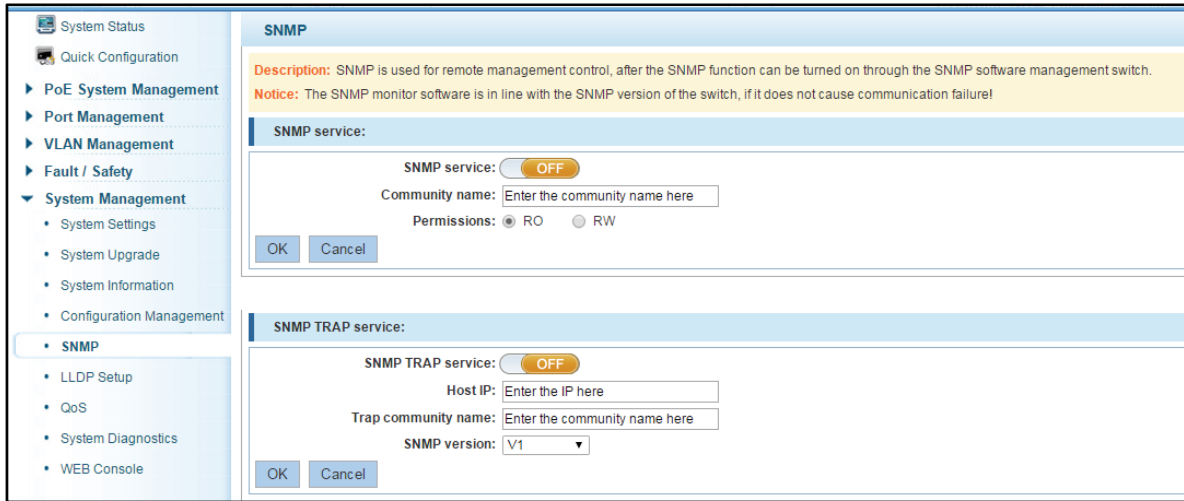 System Status
Quick Configuration
PoE System Management
Port Management
VLAN Management
Fault / Safety
System Management
System Settings
System Upgrade
System Information
Configuration Management
SNMP
LLDP Setup
QoS
System Diagnostics
WEB Console
SNMP
Description: SNMP is used for remote management control, after the SNMP function can be turned on through the SNMP software management switch.
Notice: The SNMP monitor software is in line with the SNMP version of the switch, if it does not cause communication failure!
SNMP service:
SNMP service: OFF
Community name: Enter the community name here
Permissions: RO RW
OK Cancel
SNMP TRAP service:
SNMP TRAP service: OFF
Host IP: Enter the IP here
Trap community name: Enter the community name here
SNMP version: V1
OK Cancel